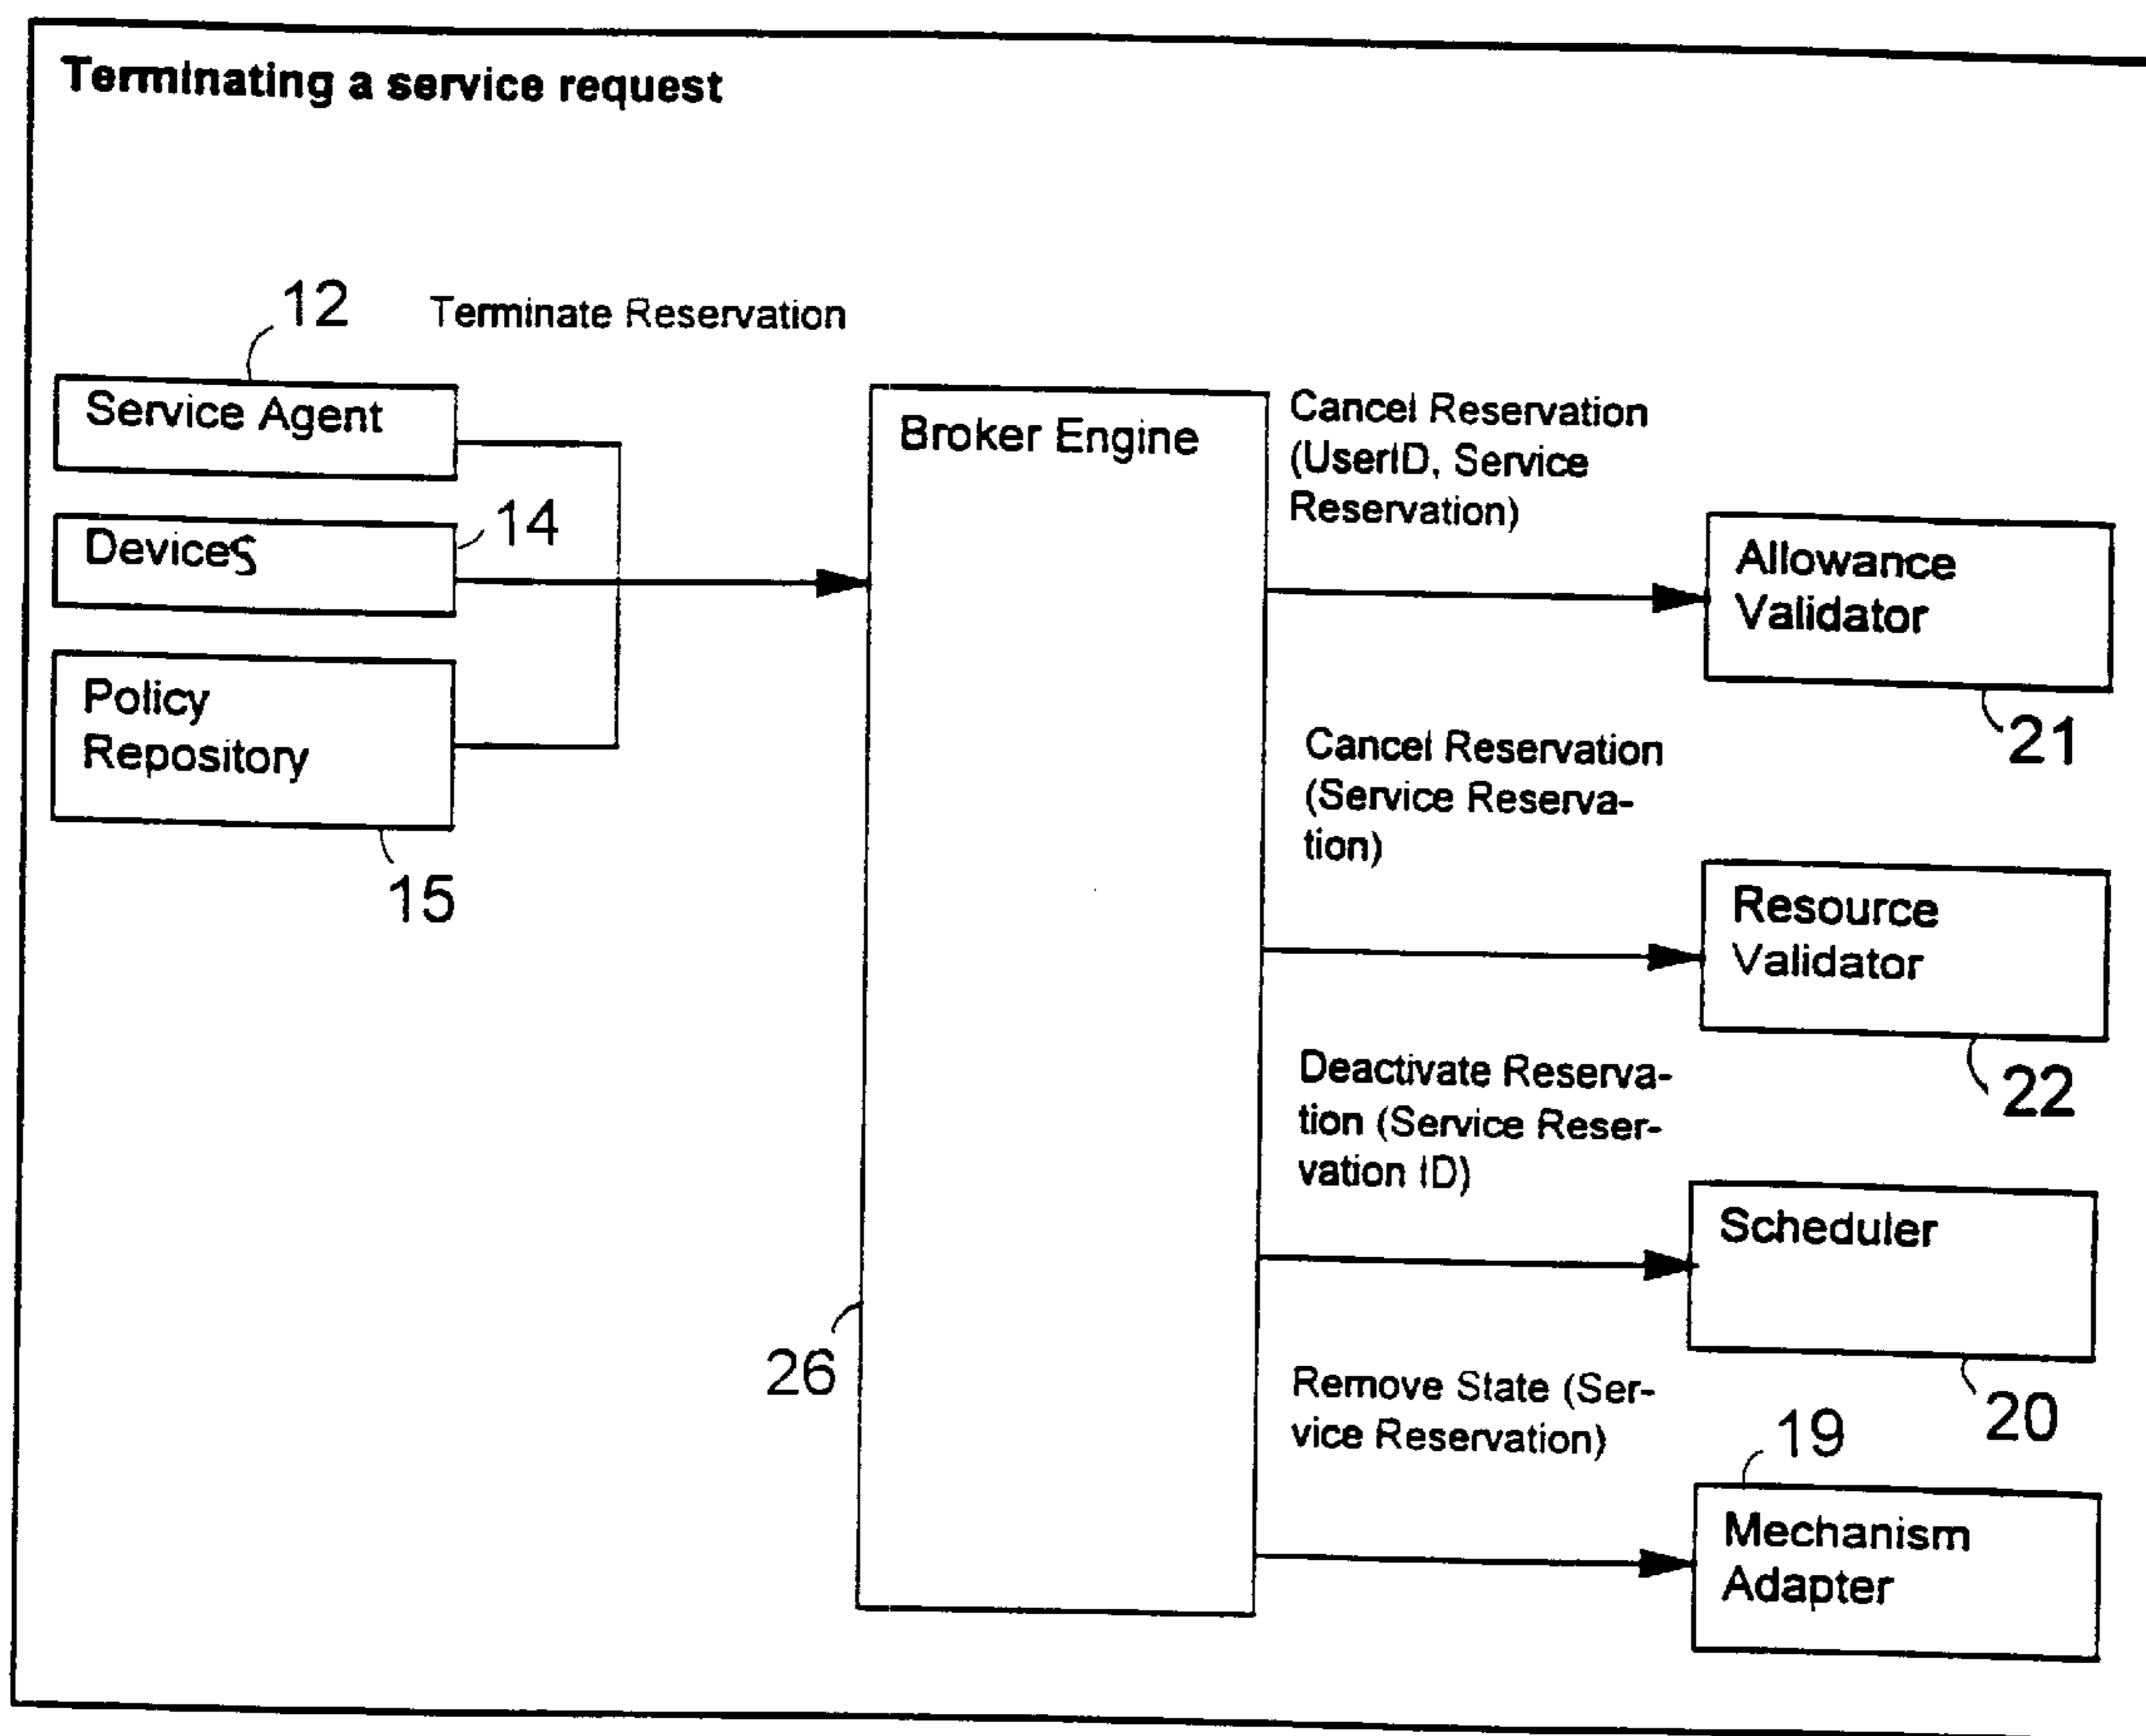 Terminating a service request
12
Terminate Reservation
Service Agent
Devices
14
Policy
Repository
15
Broker Engine
26
Cancel Reservation
(UserID, Service
Reservation)
Allowance
Validator
21
Cancel Reservation
(Service Reserva-
tion)
Resource
Validator
22
Deactivate Reserva-
tion (Service Reser-
vation ID)
Scheduler
20
Remove State (Ser-
vice Reservation)
19
Mechanism
Adapter